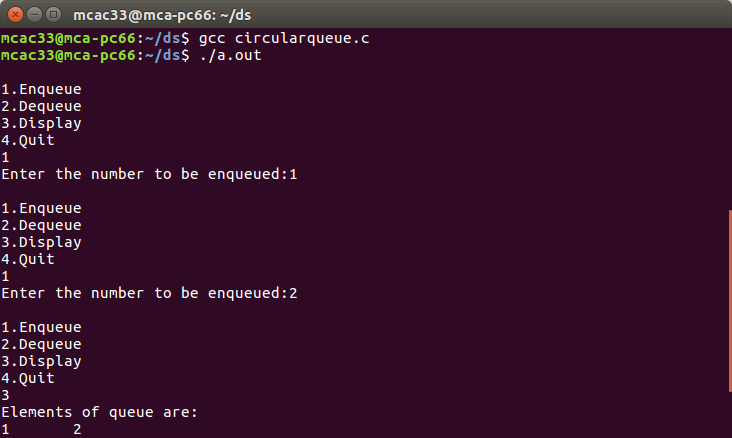 mcac33@mca-pc66: ~/ds
mcac33@mca-pc66:~/ds$ gcc circularqueue.c
mcac33@mca-pc66:~/ds$ ./a.out
1.Enqueue
2.Dequeue
3.Display
4.Quit
1
Enter the number to be enqueued:1
1.Enqueue
2.Dequeue
3.Display
4.Quit
1
Enter the number to be enqueued:2
1.Enqueue
2.Dequeue
3.Display
4.Quit
3
Elements of queue are:
1       2